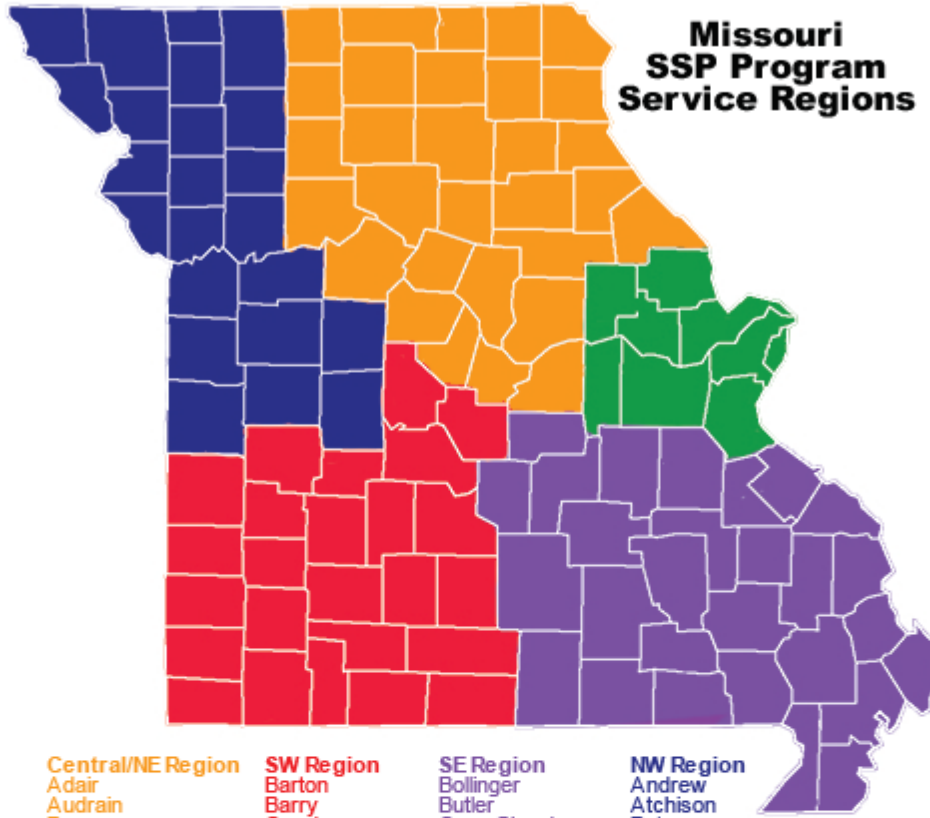 Missouri
SSP Program
Service Regions
Central/NE Region
Adair
Audrain
SW Region
Barton
Barry
SE Region
Bollinger
Butler
NW Region
Andrew
Atchison